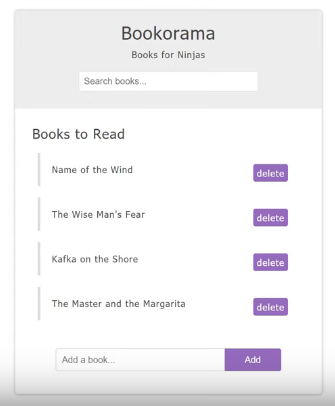 Bookorama
Books for Ninjas
Search books...
Books to Read
Name of the Wind
delete
The Wise Man's Fear
delete
Kafka on the Shore
delete
The Master and the Margarita
delete
Add a book...
Add